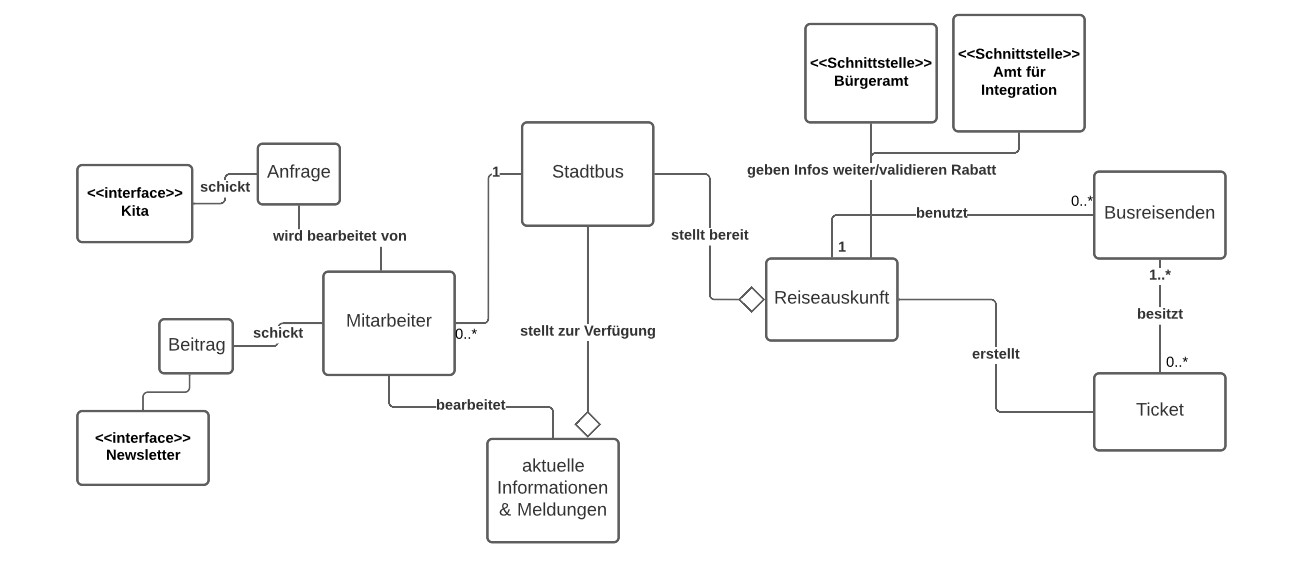 <<Schnittstelle>>
Bürgeramt
<<Schnittstelle>>
Amt für
Integration
<<interface>>
Kita
schickt
Anfrage
1
Stadtbus
geben Infos weiter/validieren Rabatt
0..*
benutzt
Busreisenden
wird bearbeitet von
stellt bereit
1
1..*
Mitarbeiter
0..*
Reiseauskunft
besitzt
Beitrag
schickt
stellt zur Verfügung
erstellt
0..*
bearbeitet
Ticket
<<interface>>
Newsletter
aktuelle
Informationen
& Meldungen